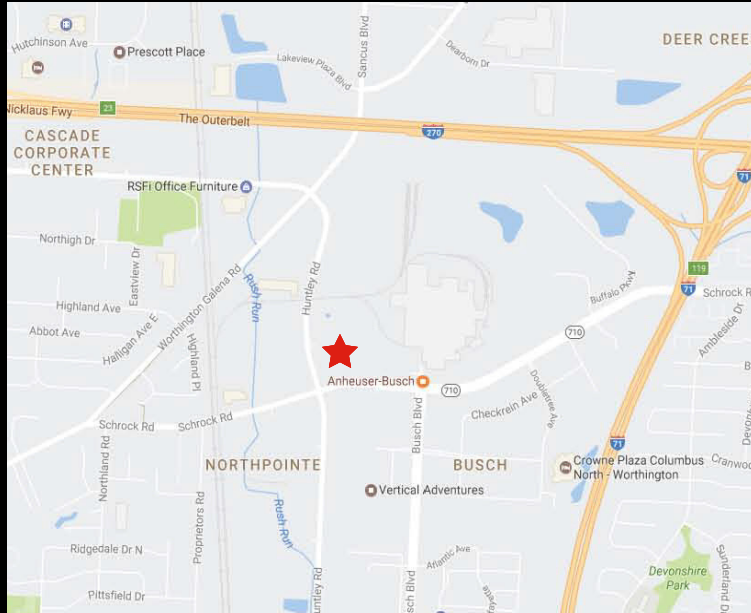 Hutchinson Ave
Prescott Place
Sancus Blvd
Lakeview Plaza Blvd
Dearborn Dr
DEER CREE
Nicklaus Fwy
23
The Outerbelt
270
71
CASCADE
CORPORATE
CENTER
RSFi Office Furniture
Northigh Dr
Eastview Dr
Huntley Rd
Worthington Galena Rd
Rush Run
119
71
Schrock R
Buffalo Pkwy
Highland Ave
Abbot Ave
Halligan Ave E
Highland Pl
710
Ambleside Dr
Anheuser-Busch
710
Doubletree Ave
Checkrein Ave
Busch Blvd
Schrock Rd
Schrock Rd
71
Northland Rd
NORTHPOINTE
BUSCH
Crowne Plaza Columbus
North - Worthington
Cranwo
Vertical Adventures
Proprietors Rd
Rush Run
Ridgedale Dr N
Atlantic Ave
Devonshire
Park
Sunderland D
Pittsfield Dr
untley Rd
sch Blvd